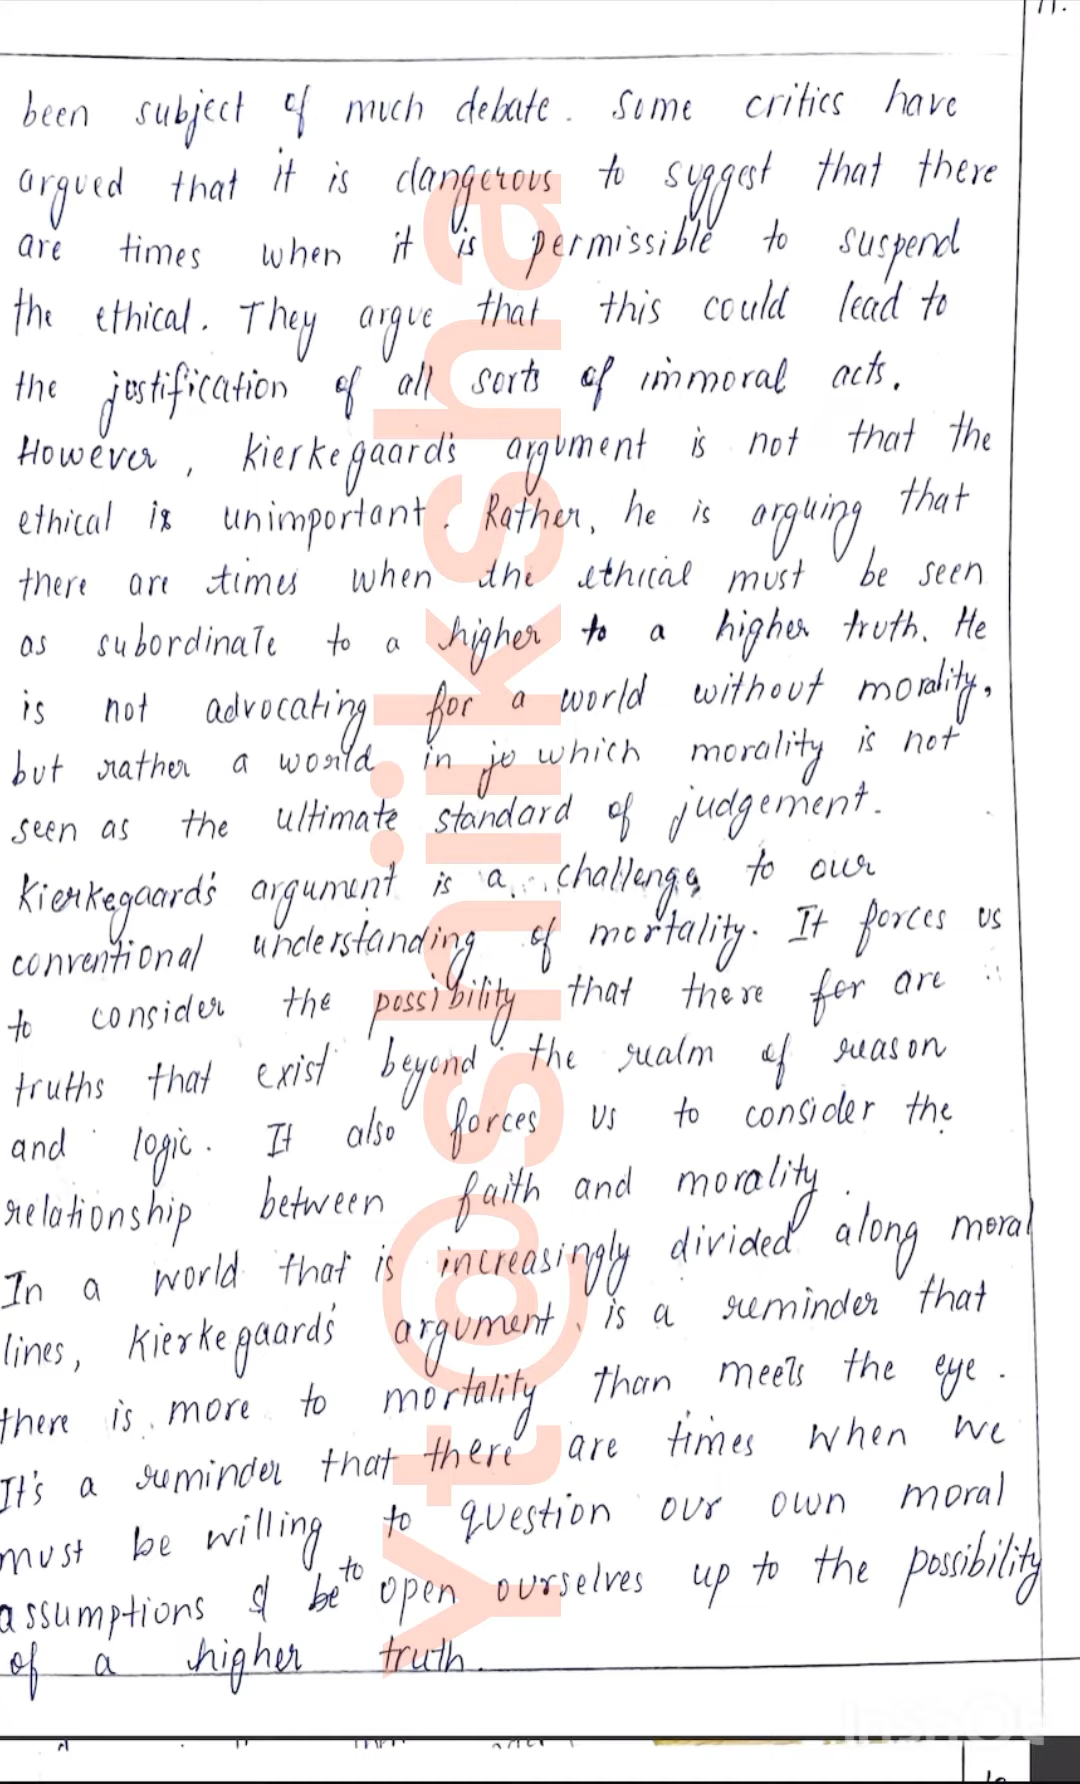 been subject of much debate. Some critics have
argued that it is dangerous to suggest that there
are times when it is permissible to suspend
the ethical. They argue that this could lead to
the justification of all sorts of immoral acts.
However, Kierkegaard's argument is not that the
ethical is unimportant. Rather, he is arguing that
there are times when the ethical must be seen
as subordinate to a higher to a higher truth. He
is not advocating for a world without morality,
but rather a world in jo which morality is not
seen as the ultimate standard of judgement.
Kierkegaard's argument is a challenge to our
conventional understanding of mortality. It forces us
to consider the possibility that there for are
truths that exist beyond the realm of reason
and logic. It also forces us to consider the
relationship between faith and morality.
In a world that is increasingly divided along moral
lines, Kierkegaard's argument is a reminder that
there is more to mortality than meets the eye.
It's a reminder that there are times when we
must be willing to question our own moral
assumptions & be to open ourselves up to the possibility
of a higher truth.
Yt@shiiksha
InShOt